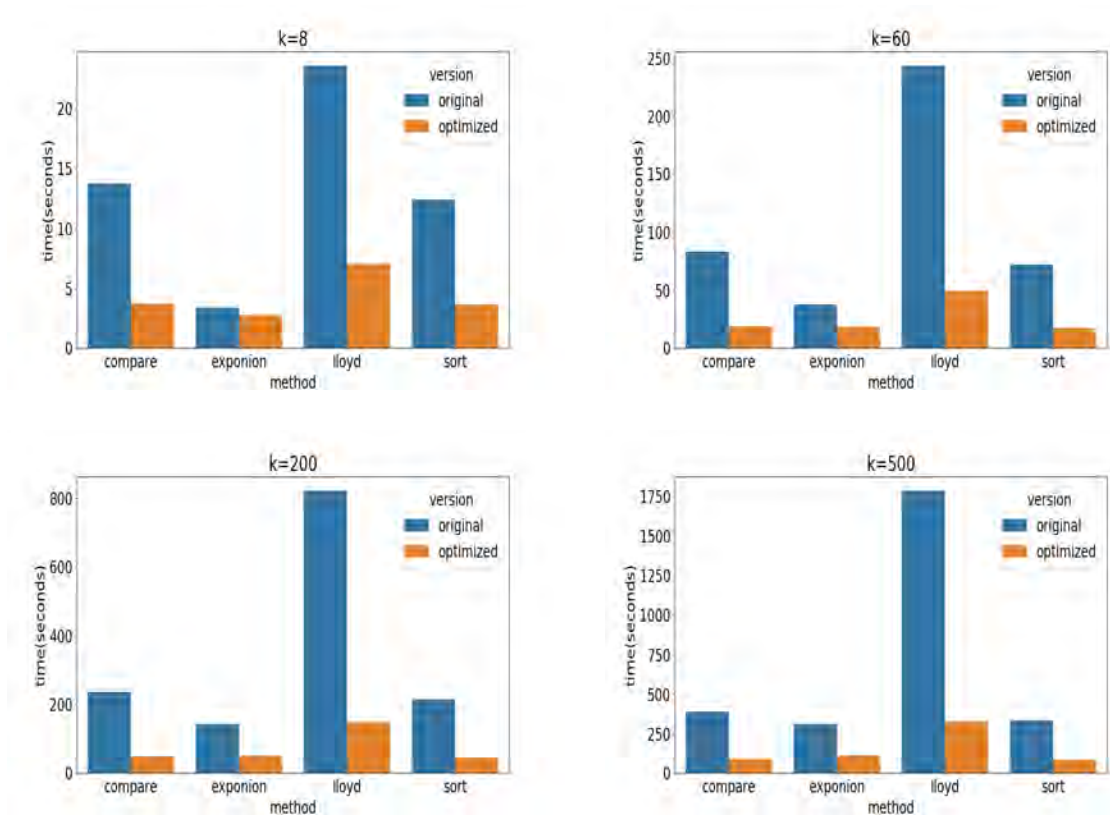 k=8
time(seconds)
20
15
10
5
0
version
original
optimized
compare exponion lloyd sort
method
k=60
time(seconds)
250
200
150
100
50
0
version
original
optimized
compare exponion lloyd sort
method
k=200
time(seconds)
800
600
400
200
0
version
original
optimized
compare exponion lloyd sort
method
k=500
time(seconds)
1750
1500
1250
1000
750
500
250
0
version
original
optimized
compare exponion lloyd sort
method